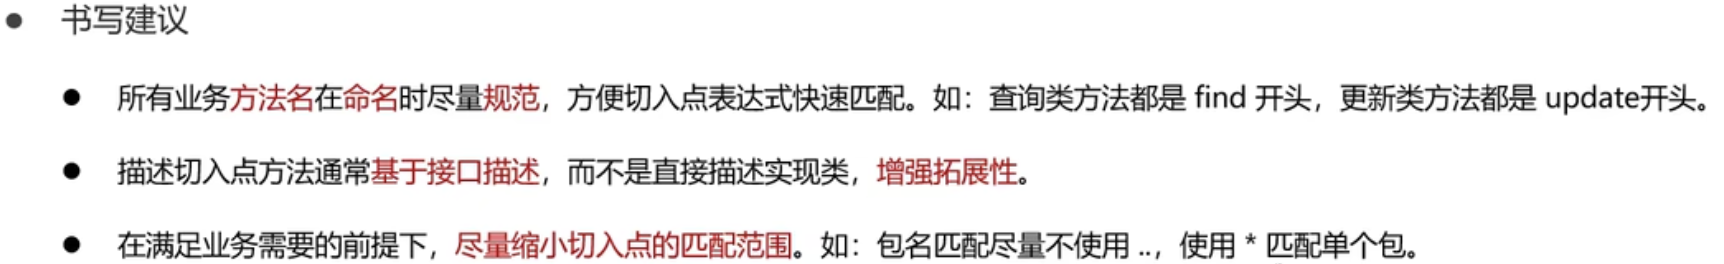 ● 书写建议
● 所有业务方法名在命名时尽量规范，方便切入点表达式快速匹配。如：查询类方法都是 find 开头，更新类方法都是 update开头。
● 描述切入点方法通常基于接口描述，而不是直接描述实现类，增强拓展性。
● 在满足业务需要的前提下，尽量缩小切入点的匹配范围。如：包名匹配尽量不使用 ..，使用 * 匹配单个包。